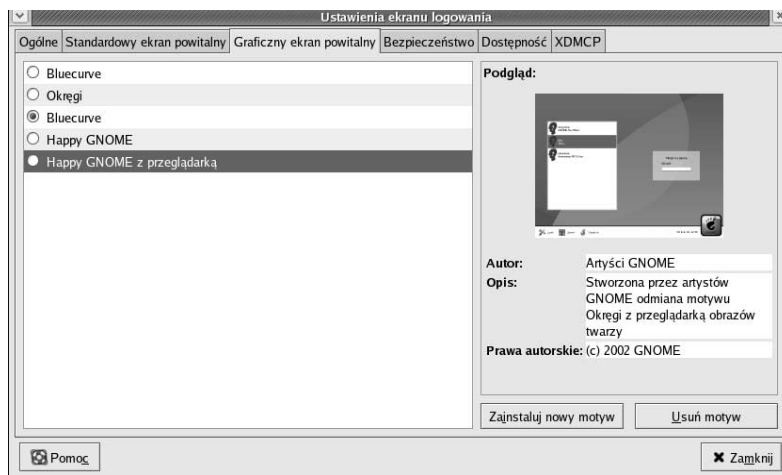 Ustawienia ekranu logowania
Ogólne Standardowy ekran powitalny Graficzny ekran powitalny Bezpieczeństwo Dostępność XDMCP
Bluecurve
Okręgi
Bluecurve
Happy GNOME
Happy GNOME z przeglądarką
Podgląd:
Autor: Artyści GNOME
Opis: Stworzona przez artystów
GNOME odmiana motywu
Okręgi z przeglądarką obrazów
twarzy
Prawa autorskie: (c) 2002 GNOME
Zainstaluj nowy motyw Usuń motyw
Pomoc Zamknij